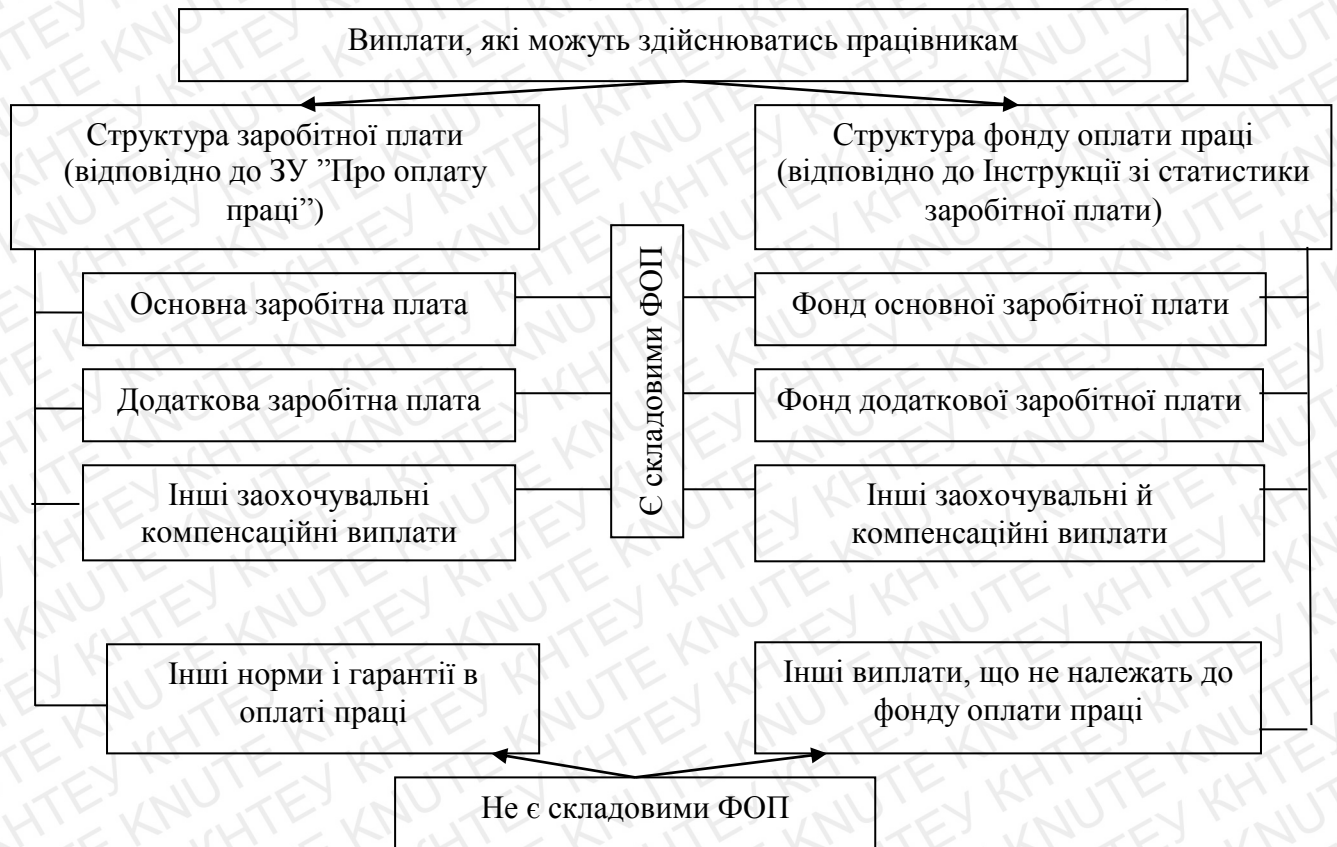 Виплати, які можуть здійснюватись працівникам
Структура заробітної плати
(відповідно до ЗУ ”Про оплату
праці”)
Структура фонду оплати праці
(відповідно до Інструкції зі статистики
заробітної плати)
Є складовими ФОП
Основна заробітна плата
Фонд основної заробітної плати
Додаткова заробітна плата
Фонд додаткової заробітної плати
Інші заохочувальні
компенсаційні виплати
Інші заохочувальні й
компенсаційні виплати
Інші норми і гарантії в
оплаті праці
Інші виплати, що не належать до
фонду оплати праці
Не є складовими ФОП
KNUTE КНТЕУ